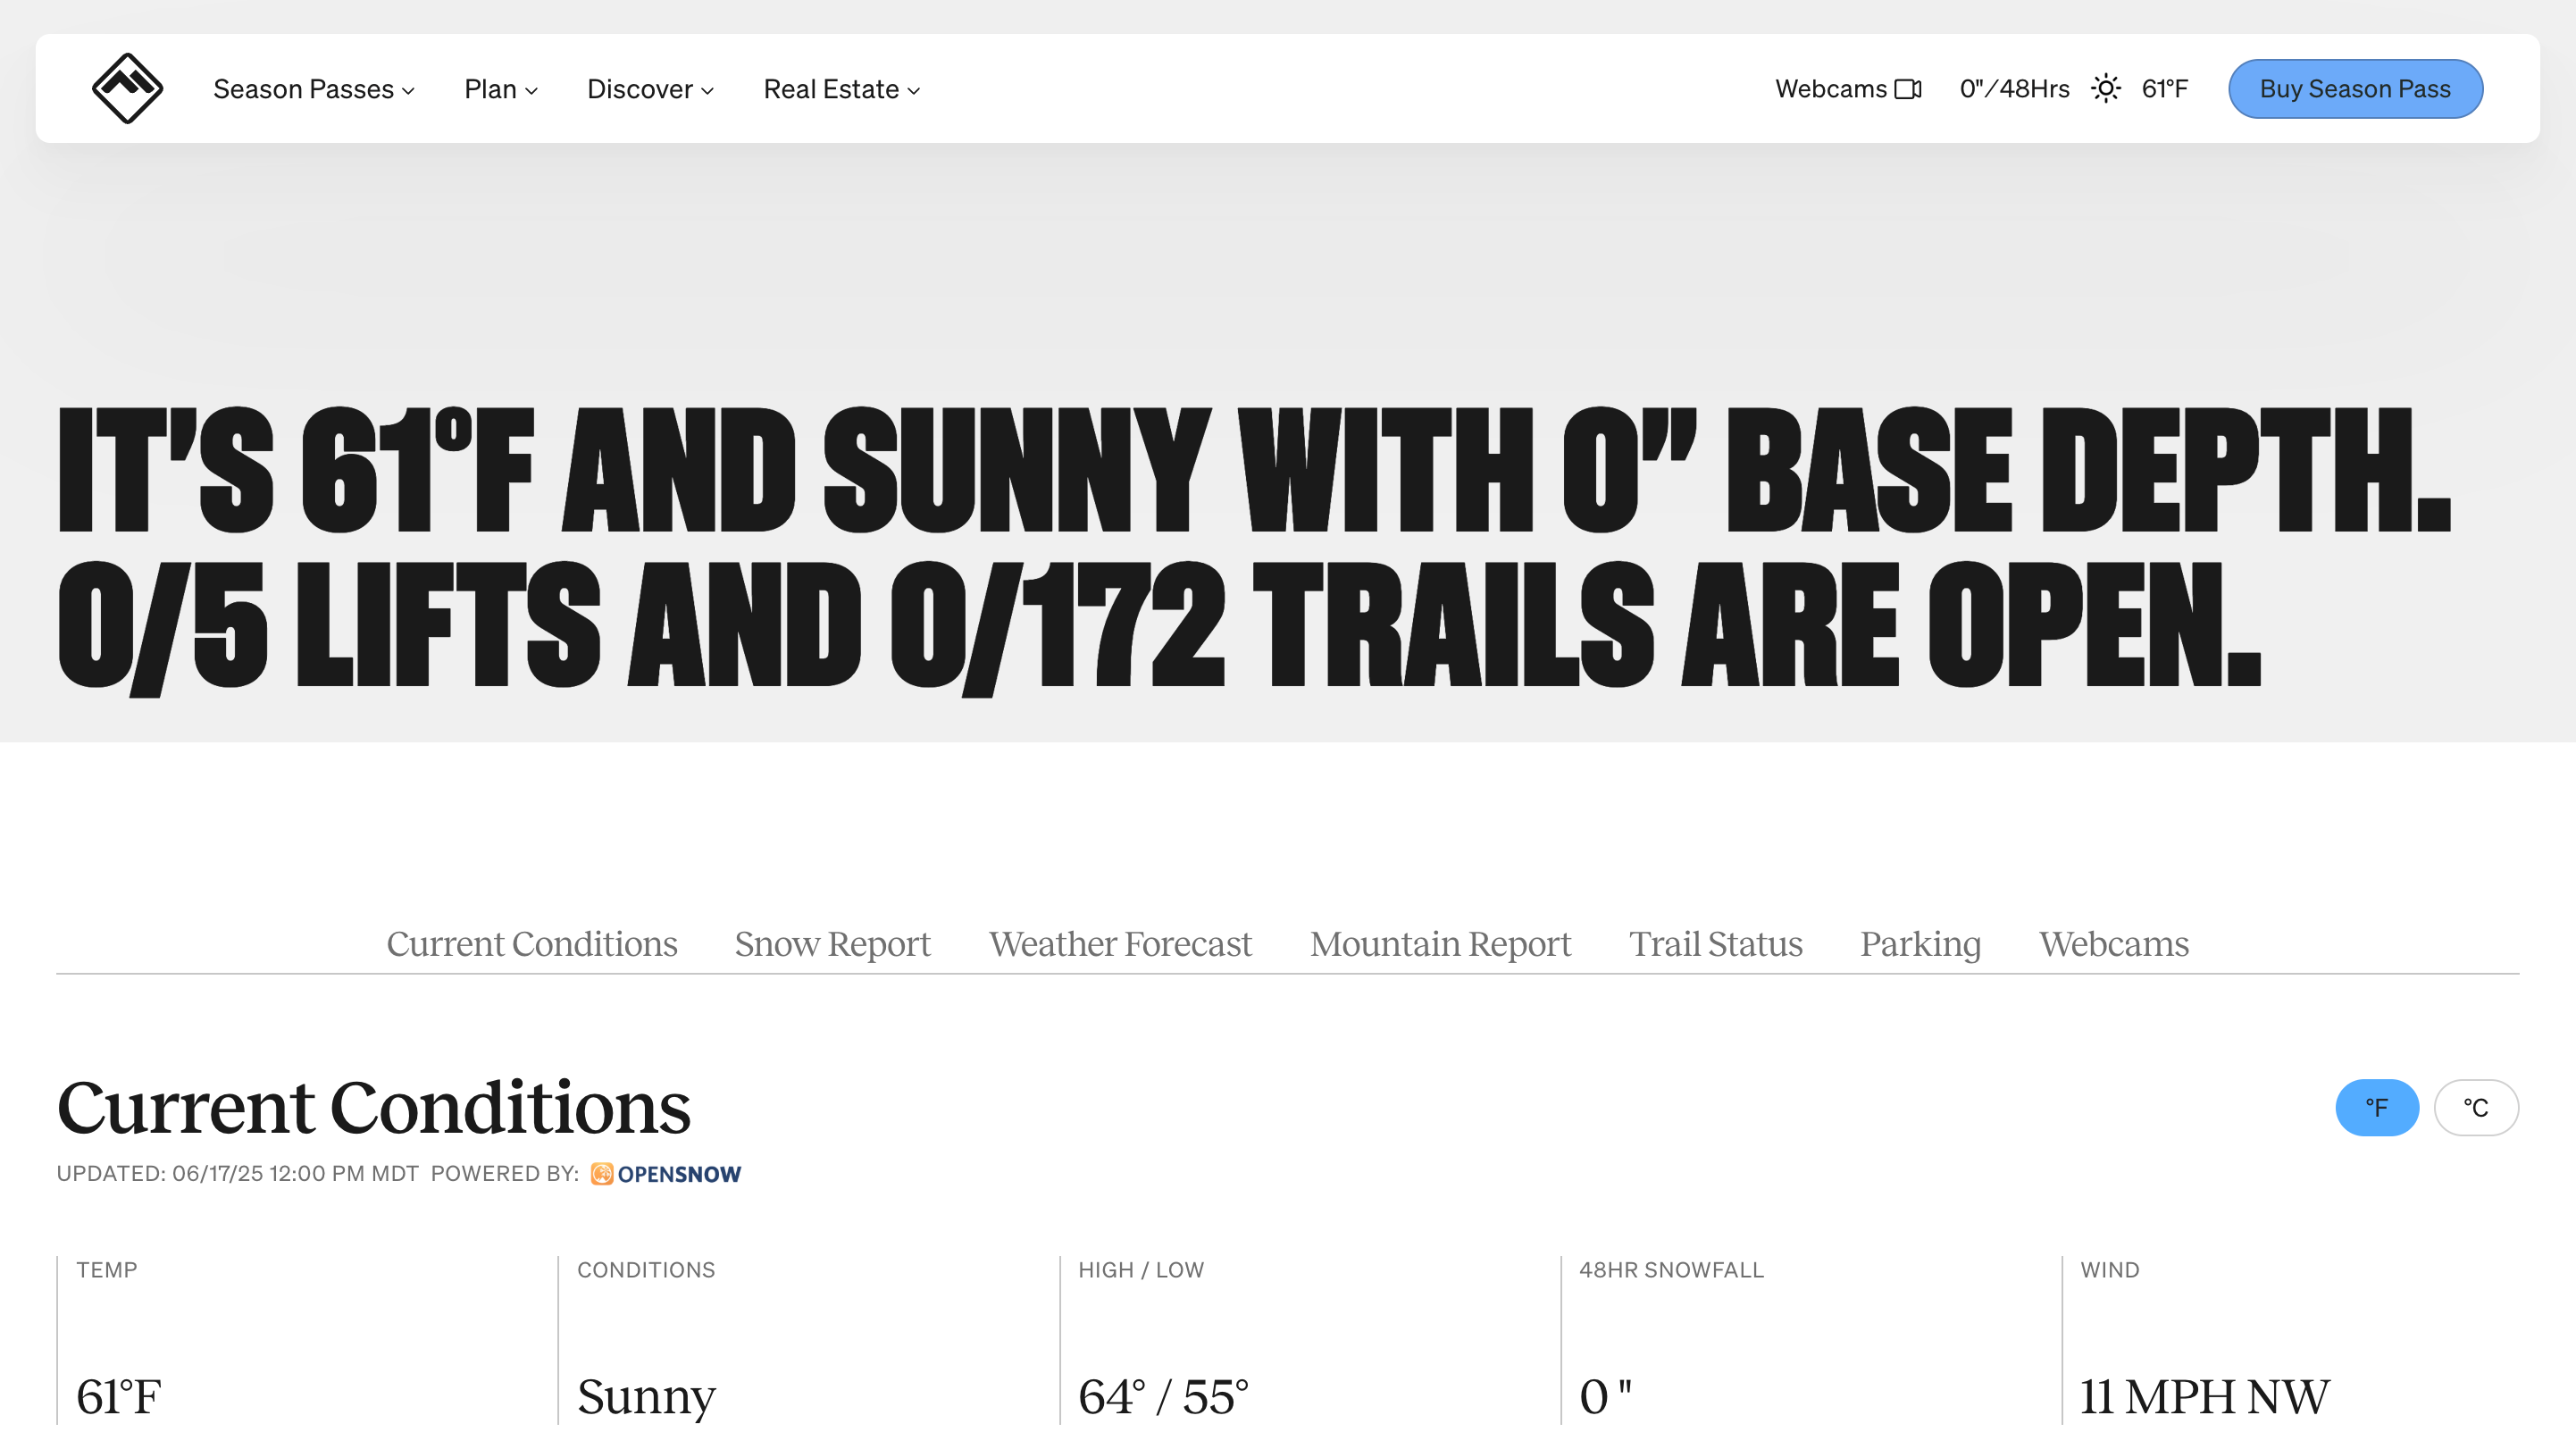 Season Passes Plan Discover Real Estate Webcams 0"/48Hrs 61°F Buy Season Pass
IT'S 61°F AND SUNNY WITH 0" BASE DEPTH.
0/5 LIFTS AND 0/172 TRAILS ARE OPEN.
Current Conditions Snow Report Weather Forecast Mountain Report Trail Status Parking Webcams
Current Conditions
°F °C
UPDATED: 06/17/25 12:00 PM MDT POWERED BY: OPENSNOW
TEMP CONDITIONS HIGH / LOW 48HR SNOWFALL WIND
61°F Sunny 64° / 55° 0 " 11 MPH NW